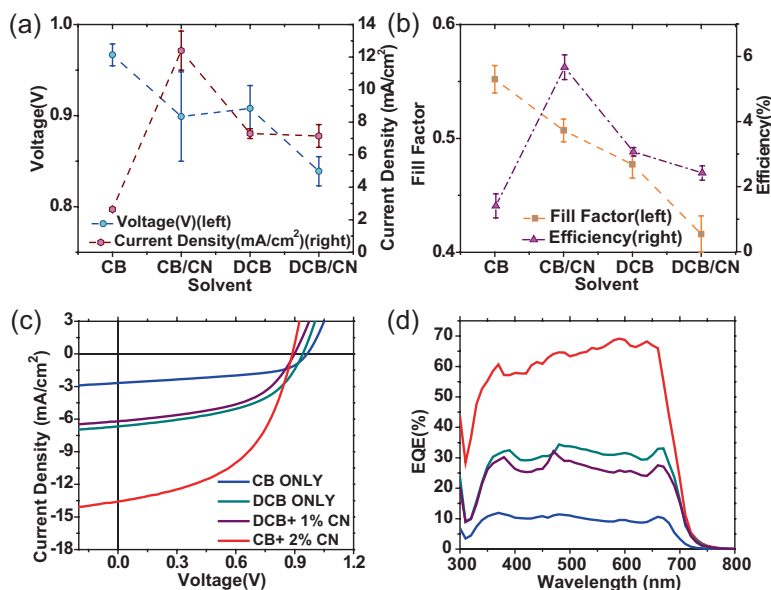 (a)
1.0
0.9
0.8
Voltage(V)
14
12
10
8
6
4
2
0
Current Density (mA/cm²)
Voltage(V)(left)
Current Density(mA/cm²)(right)
CB CB/CN DCB DCB/CN
Solvent
(b)
0.6
0.5
0.4
Fill Factor
6
4
2
0
Efficiency(%)
Fill Factor(left)
Efficiency(right)
CB CB/CN DCB DCB/CN
Solvent
(c)
3
0
-3
-6
-9
-12
-15
-18
Current Density (mA/cm²)
CB ONLY
DCB ONLY
DCB+ 1% CN
CB+ 2% CN
0.0 0.3 0.6 0.9 1.2
Voltage(V)
(d)
70
60
50
40
30
20
10
0
EQE(%)
300 400 500 600 700 800
Wavelength (nm)